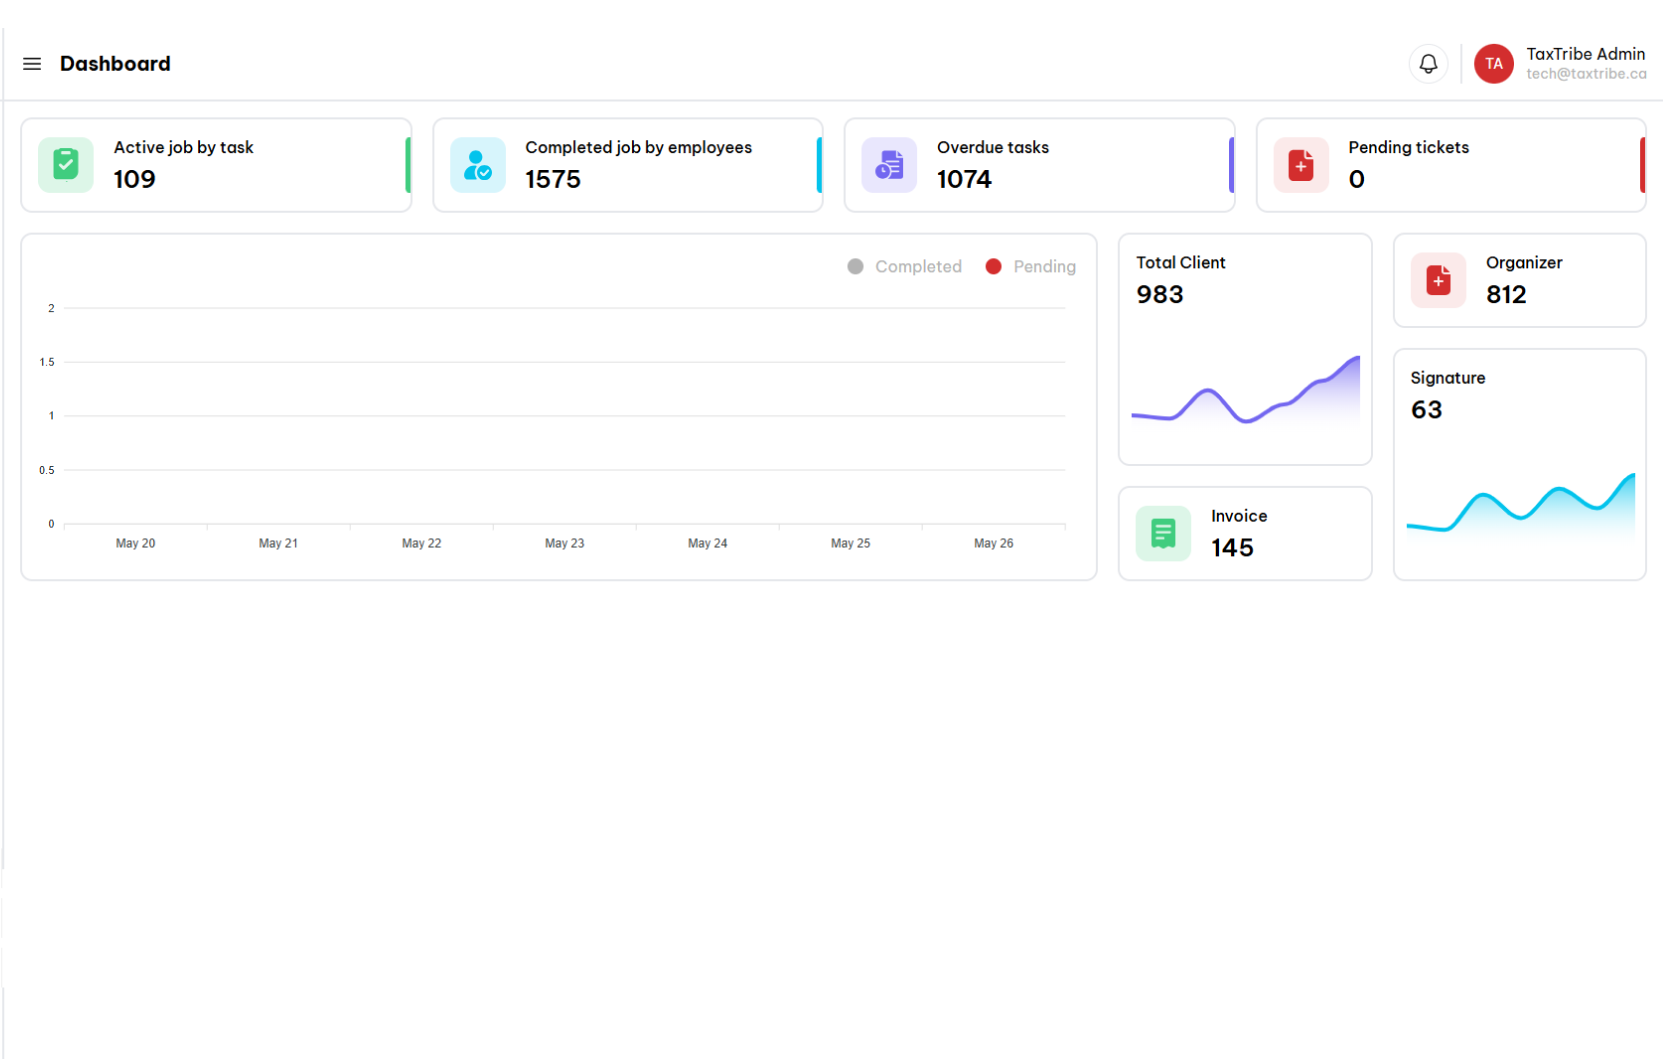 Dashboard
TA
TaxTribe Admin
tech@taxtribe.ca
Active job by task
109
Completed job by employees
1575
Overdue tasks
1074
Pending tickets
0
Completed
Pending
2
1.5
1
0.5
0
May 20
May 21
May 22
May 23
May 24
May 25
May 26
Total Client
983
Organizer
812
Signature
63
Invoice
145